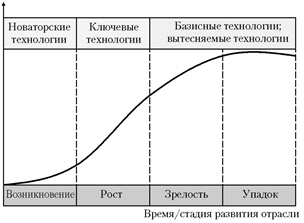 Новаторские
технологии
Ключевые
технологии
Базисные технологии;
вытесняемые технологии
Возникновение
Рост
Зрелость
Упадок
Время/стадия развития отрасли